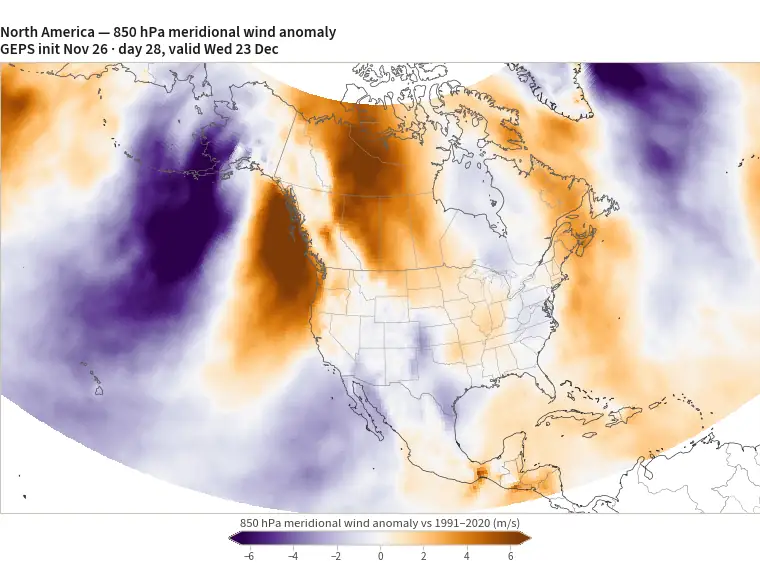 North America — 850 hPa meridional wind anomaly
GEPS init Nov 26 · day 28, valid Wed 23 Dec
850 hPa meridional wind anomaly vs 1991–2020 (m/s)
−6 −4 −2 0 2 4 6